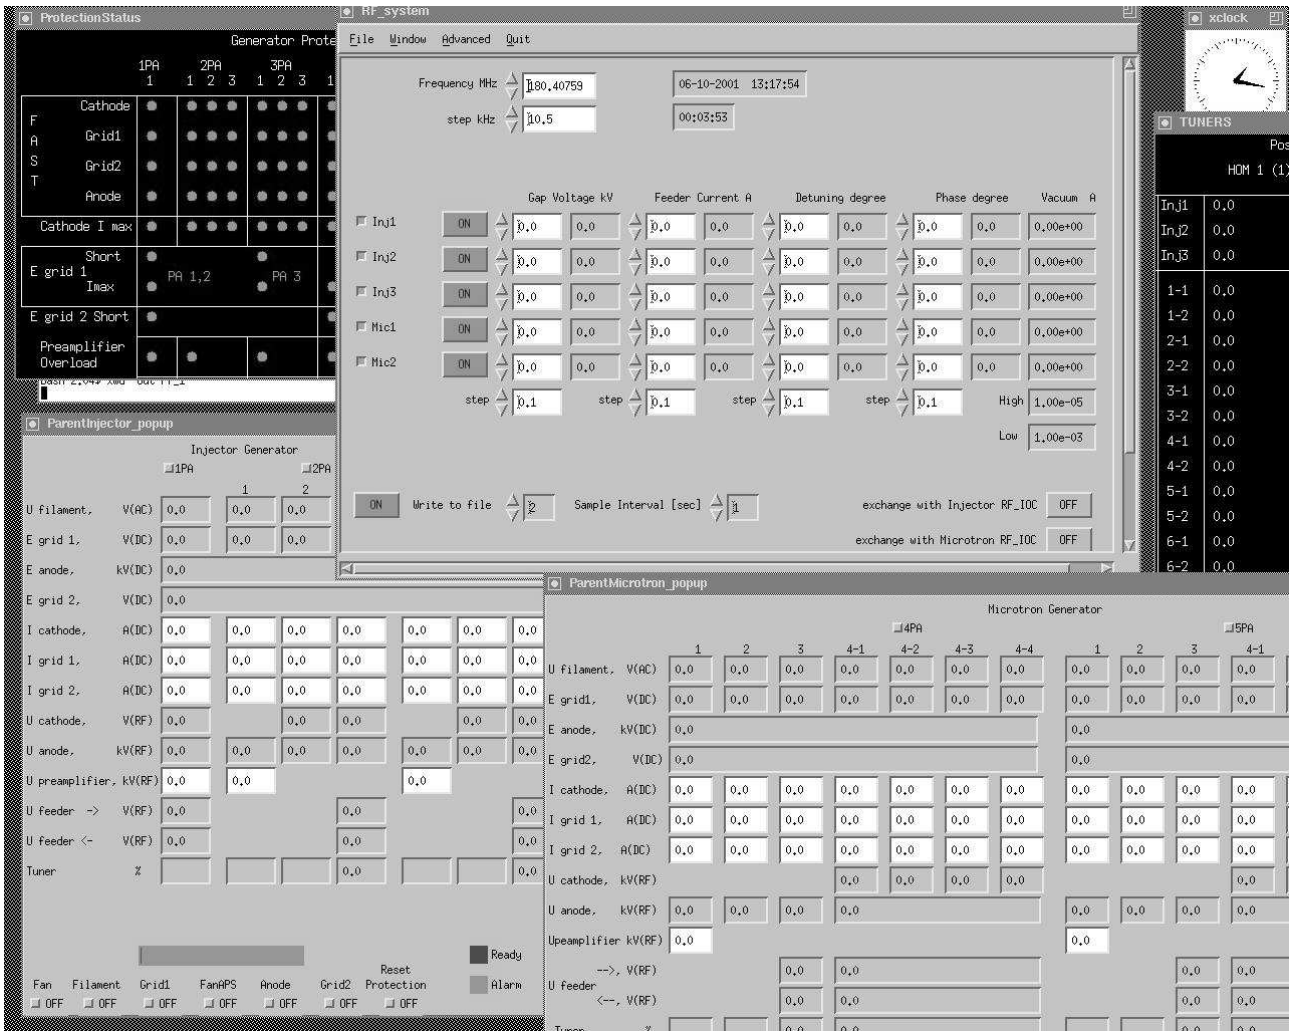 ProtectionStatus
Generator Prote
1PA 2PA 3PA
1 1 2 3 1 2 3 1
F A S T
Cathode
Grid1
Grid2
Anode
Cathode I max
Short
E grid 1 PA 1,2 PA 3
Imax
E grid 2 Short
Preamplifier
Overload
RF_system
File Window Advanced Quit
Frequency MHz 180.40759 06-10-2001 13:17:54
step kHz 10.5 00:03:53
Gap Voltage kV Feeder Current A Detuning degree Phase degree Vacuum A
Inj1 ON 0.0 0.0 0.0 0.0 0.0 0.0 0.0 0.0 0.00e+00
Inj2 ON 0.0 0.0 0.0 0.0 0.0 0.0 0.0 0.0 0.00e+00
Inj3 ON 0.0 0.0 0.0 0.0 0.0 0.0 0.0 0.0 0.00e+00
Mic1 ON 0.0 0.0 0.0 0.0 0.0 0.0 0.0 0.0 0.00e+00
Mic2 ON 0.0 0.0 0.0 0.0 0.0 0.0 0.0 0.0 0.00e+00
step 0.1 step 0.1 step 0.1 step 0.1 High 1.00e-05
Low 1.00e-03
ON Write to file 2 Sample Interval [sec] 1 exchange with Injector RF_IOC OFF
exchange with Microtron RF_IOC OFF
xclock
TUNERS
Pos
HOM 1 (1)
Inj1 0.0
Inj2 0.0
Inj3 0.0
1-1 0.0
1-2 0.0
2-1 0.0
2-2 0.0
3-1 0.0
3-2 0.0
4-1 0.0
4-2 0.0
5-1 0.0
5-2 0.0
6-1 0.0
6-2 0.0
ParentInjector_popup
Injector Generator
1PA 2PA
1 2
U filament, V(AC) 0.0 0.0 0.0
E grid 1, V(DC) 0.0 0.0 0.0
E anode, kV(DC) 0.0
E grid 2, V(DC) 0.0
I cathode, A(DC) 0.0 0.0 0.0 0.0 0.0 0.0 0.0
I grid 1, A(DC) 0.0 0.0 0.0 0.0 0.0 0.0 0.0
I grid 2, A(DC) 0.0 0.0 0.0 0.0 0.0 0.0 0.0
U cathode, V(RF) 0.0 0.0 0.0 0.0 0.0
U anode, kV(RF) 0.0 0.0 0.0 0.0 0.0 0.0 0.0
U preamplifier, kV(RF) 0.0 0.0 0.0
U feeder -> V(RF) 0.0 0.0 0.0
U feeder <- V(RF) 0.0 0.0 0.0
Tuner % 0.0 0.0
Ready
Fan Filament Grid1 FanAPS Anode Grid2 Reset Protection Alarm
OFF OFF OFF OFF OFF OFF OFF
ParentMicrotron_popup
Microtron Generator
4PA 5PA
1 2 3 4-1 4-2 4-3 4-4 1 2 3 4-1
U filament, V(AC) 0.0 0.0 0.0 0.0 0.0 0.0 0.0 0.0 0.0 0.0 0.0
E grid1, V(DC) 0.0 0.0 0.0 0.0 0.0 0.0 0.0 0.0 0.0 0.0 0.0
E anode, kV(DC) 0.0 0.0
E grid2, V(DC) 0.0 0.0
I cathode, A(DC) 0.0 0.0 0.0 0.0 0.0 0.0 0.0 0.0 0.0 0.0 0.0
I grid 1, A(DC) 0.0 0.0 0.0 0.0 0.0 0.0 0.0 0.0 0.0 0.0 0.0
I grid 2, A(DC) 0.0 0.0 0.0 0.0 0.0 0.0 0.0 0.0 0.0 0.0 0.0
U cathode, kV(RF) 0.0 0.0 0.0 0.0 0.0
U anode, kV(RF) 0.0 0.0 0.0 0.0 0.0 0.0 0.0 0.0
Upeamplifier kV(RF) 0.0 0.0
-->, V(RF) 0.0 0.0 0.0 0.0
U feeder
<--, V(RF) 0.0 0.0 0.0 0.0
Tuner % 0.0 0.0 0.0 0.0